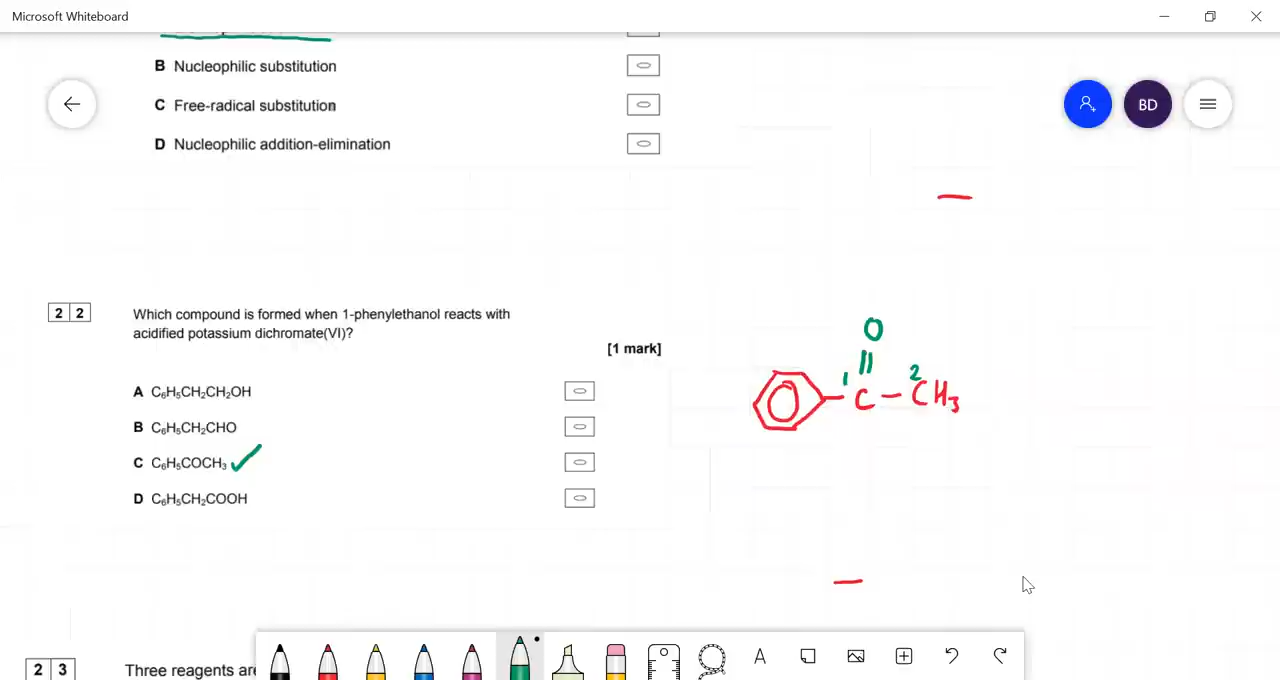 Microsoft Whiteboard
B Nucleophilic substitution
C Free-radical substitution
D Nucleophilic addition-elimination
BD
2 2 Which compound is formed when 1-phenylethanol reacts with
acidified potassium dichromate(VI)?
[1 mark]
A C₆H₅CH₂CH₂OH
B C₆H₅CH₂CHO
C C₆H₅COCH₃
D C₆H₅CH₂COOH
O
1 2
C - CH₃
2 3 Three reagents are
A